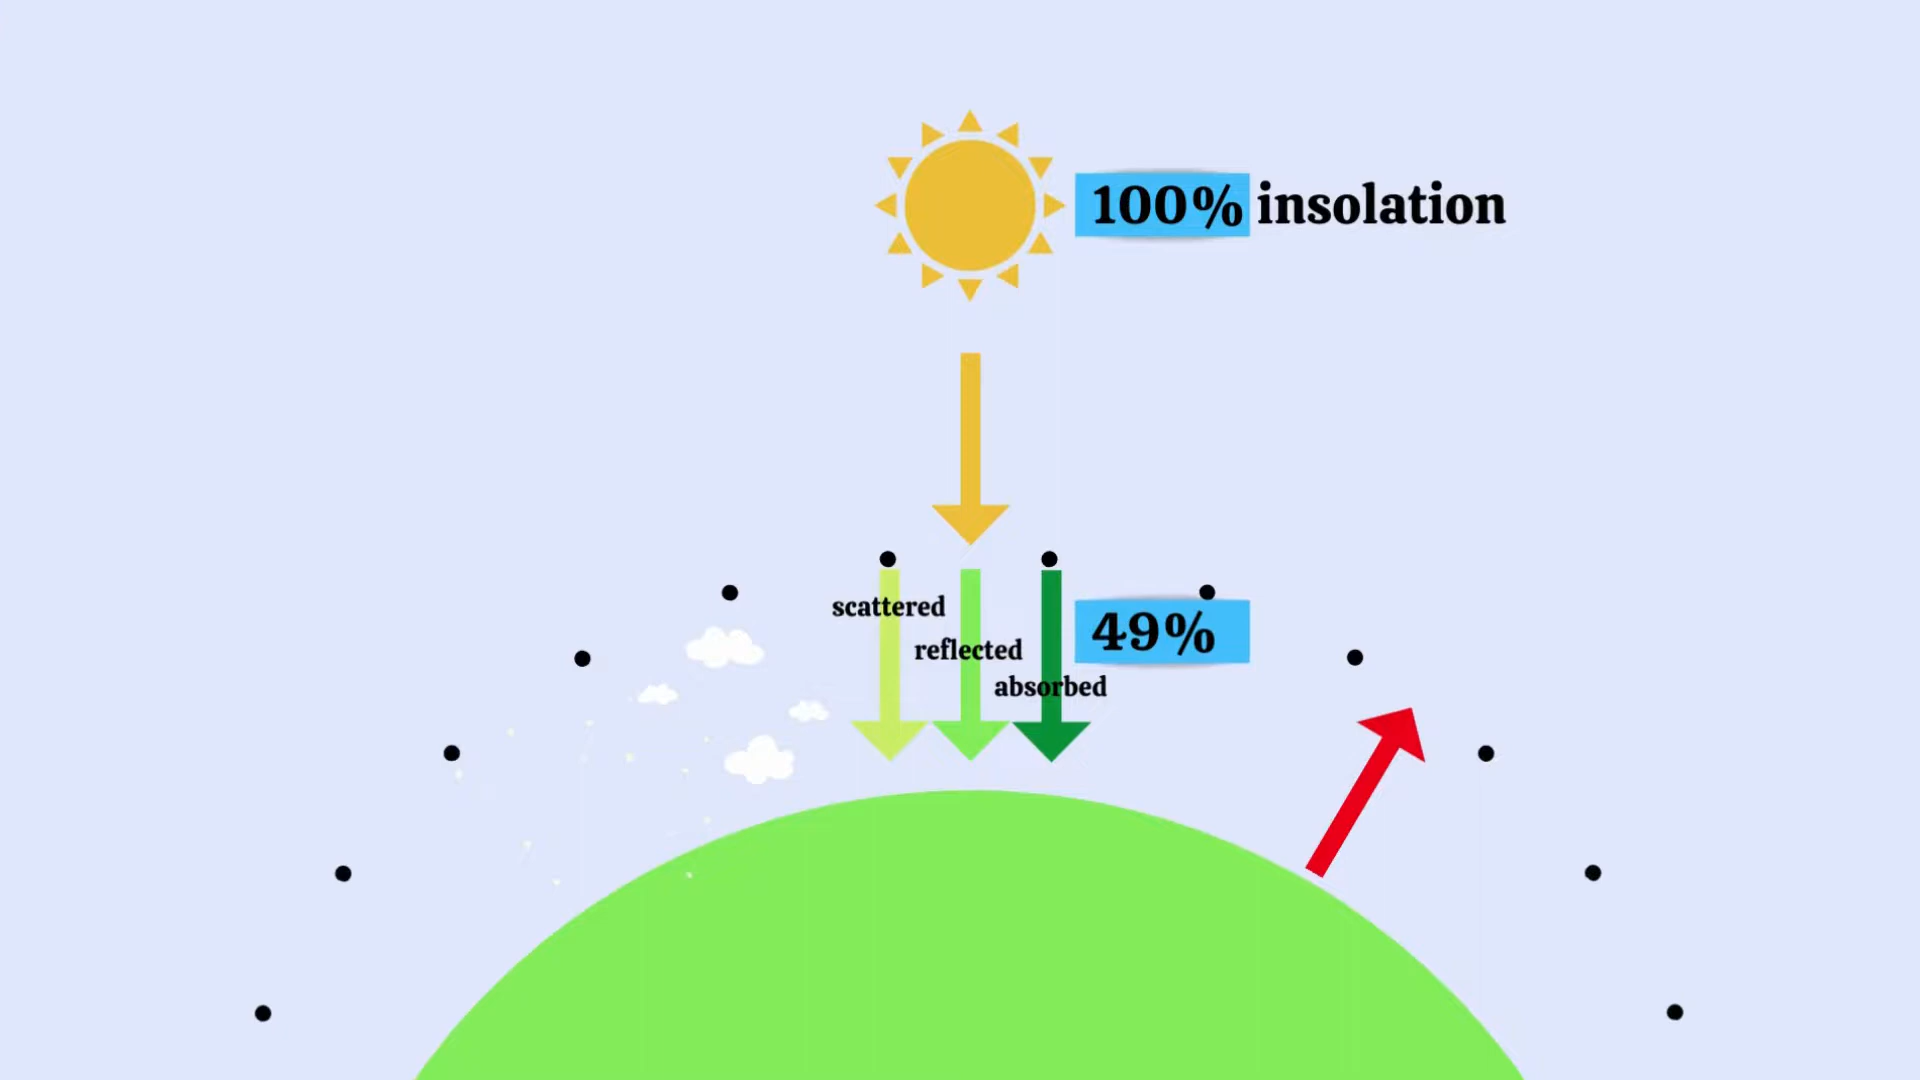 100% insolation
scattered
49%
reflected
absorbed